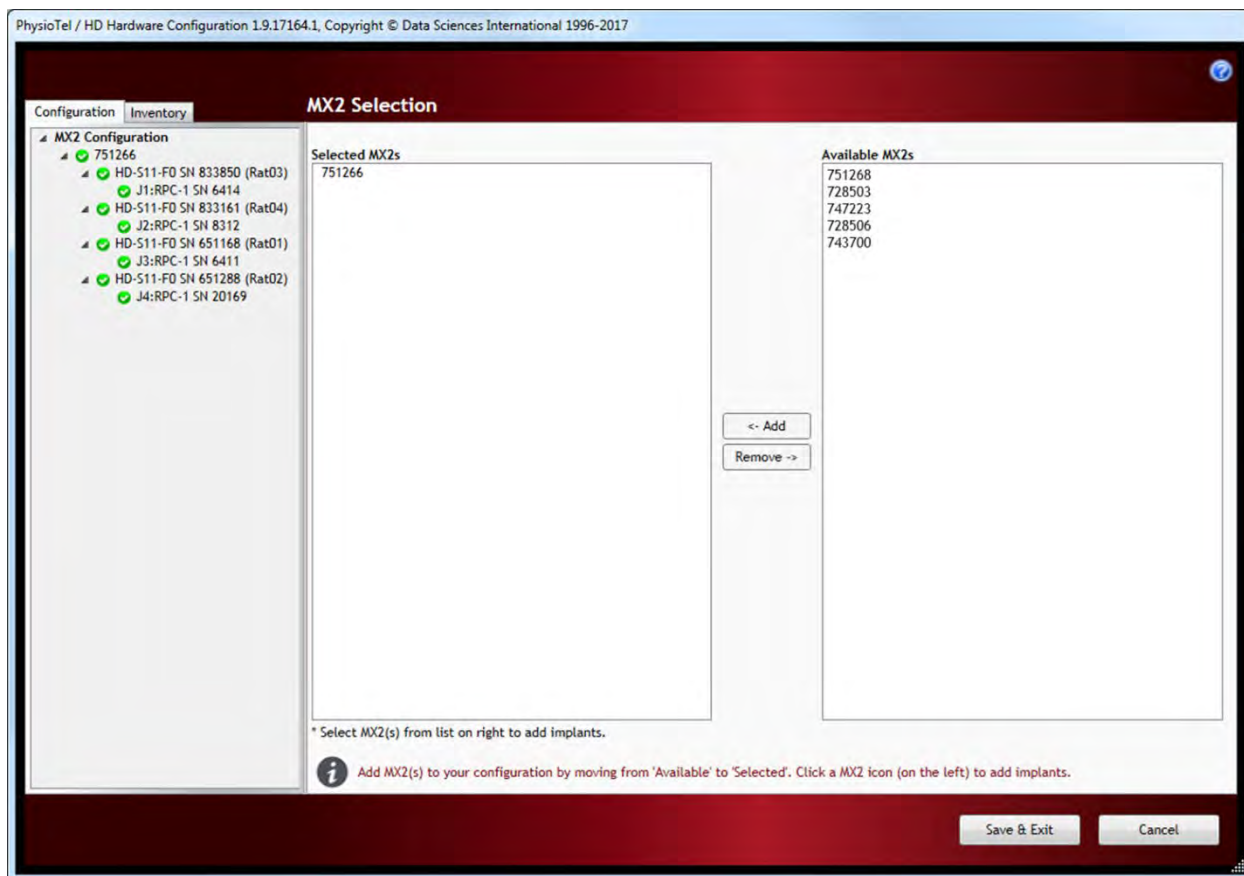 PhysioTel / HD Hardware Configuration 1.9.17164.1, Copyright © Data Sciences International 1996-2017
Configuration
Inventory
MX2 Selection
MX2 Configuration
751266
HD-S11-F0 SN 833850 (Rat03)
J1:RPC-1 SN 6414
HD-S11-F0 SN 833161 (Rat04)
J2:RPC-1 SN 8312
HD-S11-F0 SN 651168 (Rat01)
J3:RPC-1 SN 6411
HD-S11-F0 SN 651288 (Rat02)
J4:RPC-1 SN 20169
Selected MX2s
751266
<- Add
Remove ->
Available MX2s
751268
728503
747223
728506
743700
* Select MX2(s) from list on right to add implants.
Add MX2(s) to your configuration by moving from 'Available' to 'Selected'. Click a MX2 icon (on the left) to add implants.
Save & Exit
Cancel